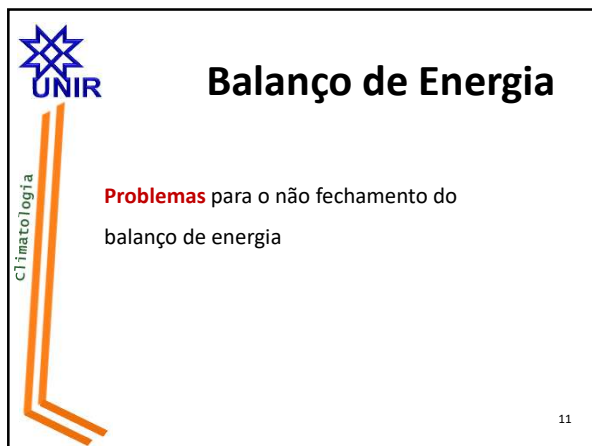 UNIR
Balanço de Energia
Climatologia
Problemas para o não fechamento do
balanço de energia
11